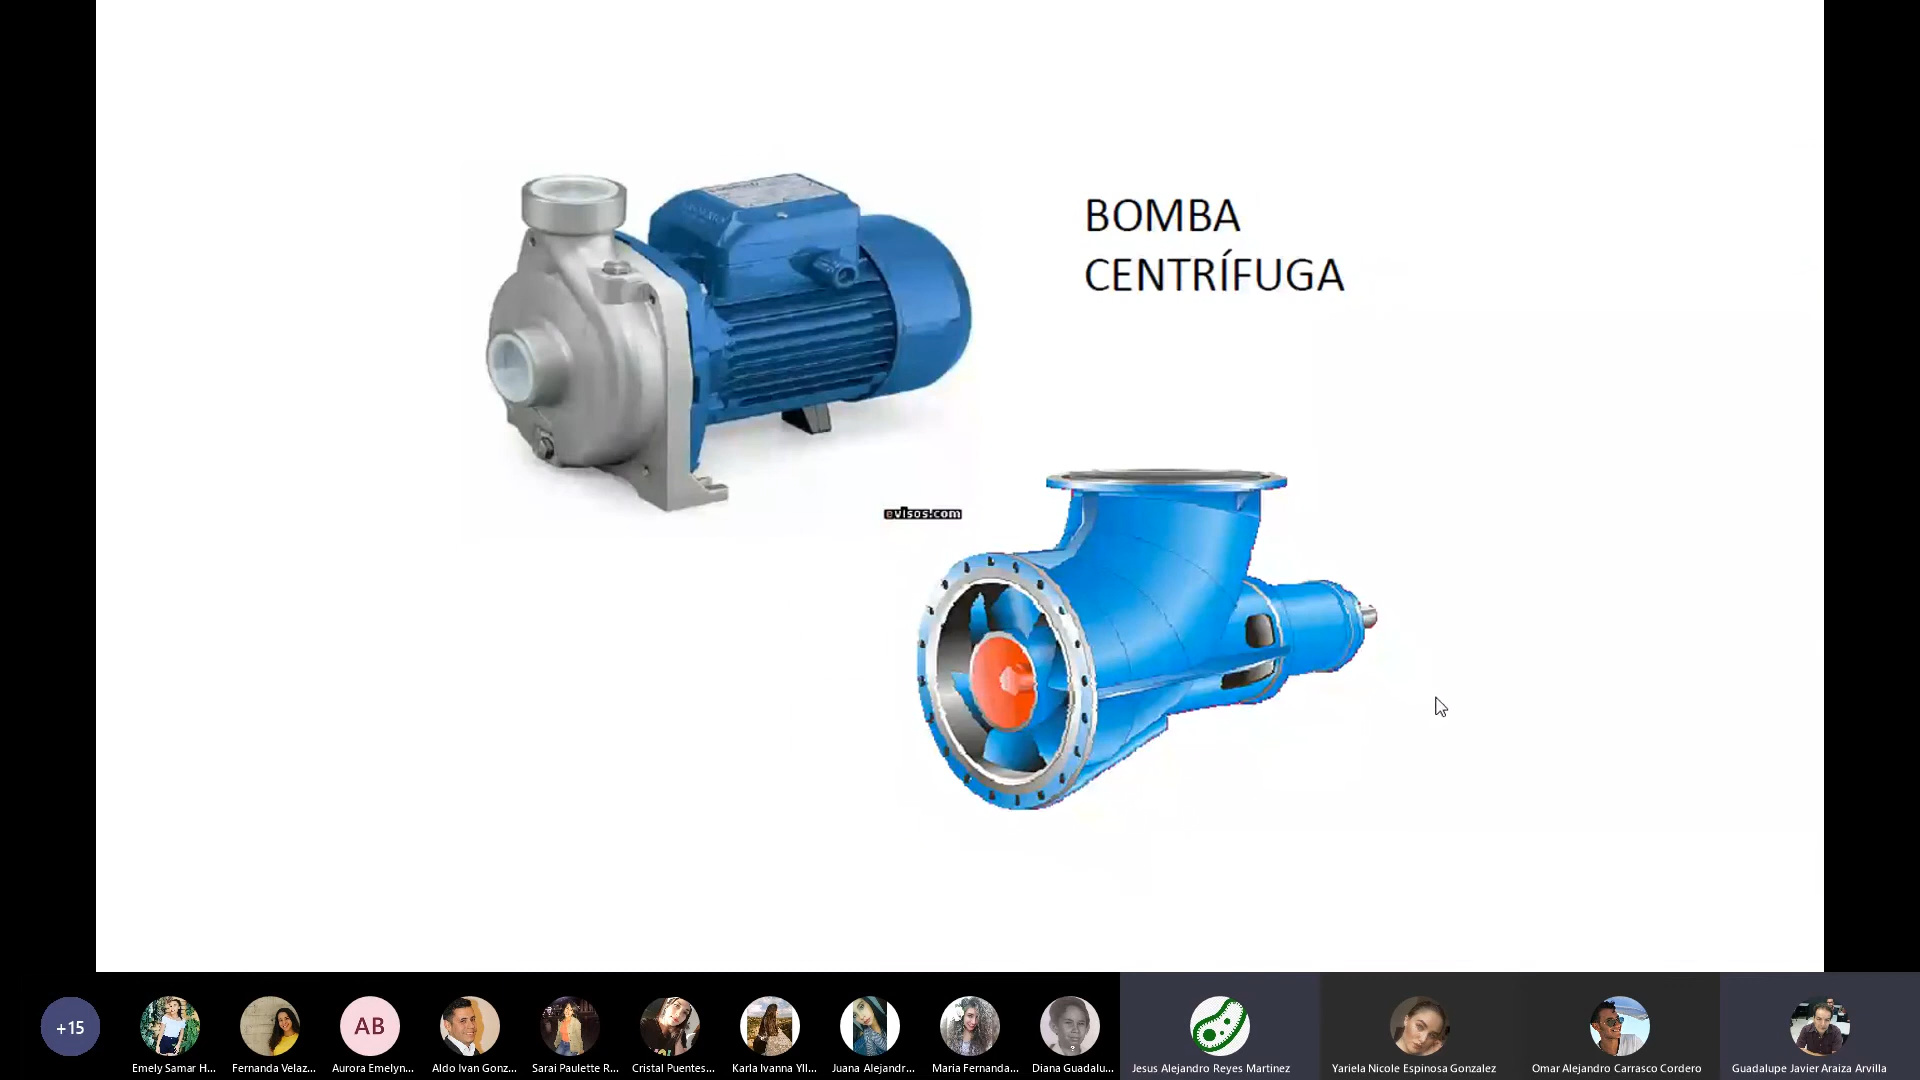 BOMBA
CENTRÍFUGA
evisos.com
+15
Emely Samar H...
Fernanda Velaz...
AB
Aurora Emelyn...
Aldo Ivan Gonz...
Sarai Paulette R...
Cristal Puentes...
Karla Ivanna Yll...
Juana Alejandr...
Maria Fernanda...
Diana Guadalu...
Jesus Alejandro Reyes Martinez
Yariela Nicole Espinosa Gonzalez
Omar Alejandro Carrasco Cordero
Guadalupe Javier Araiza Arvilla